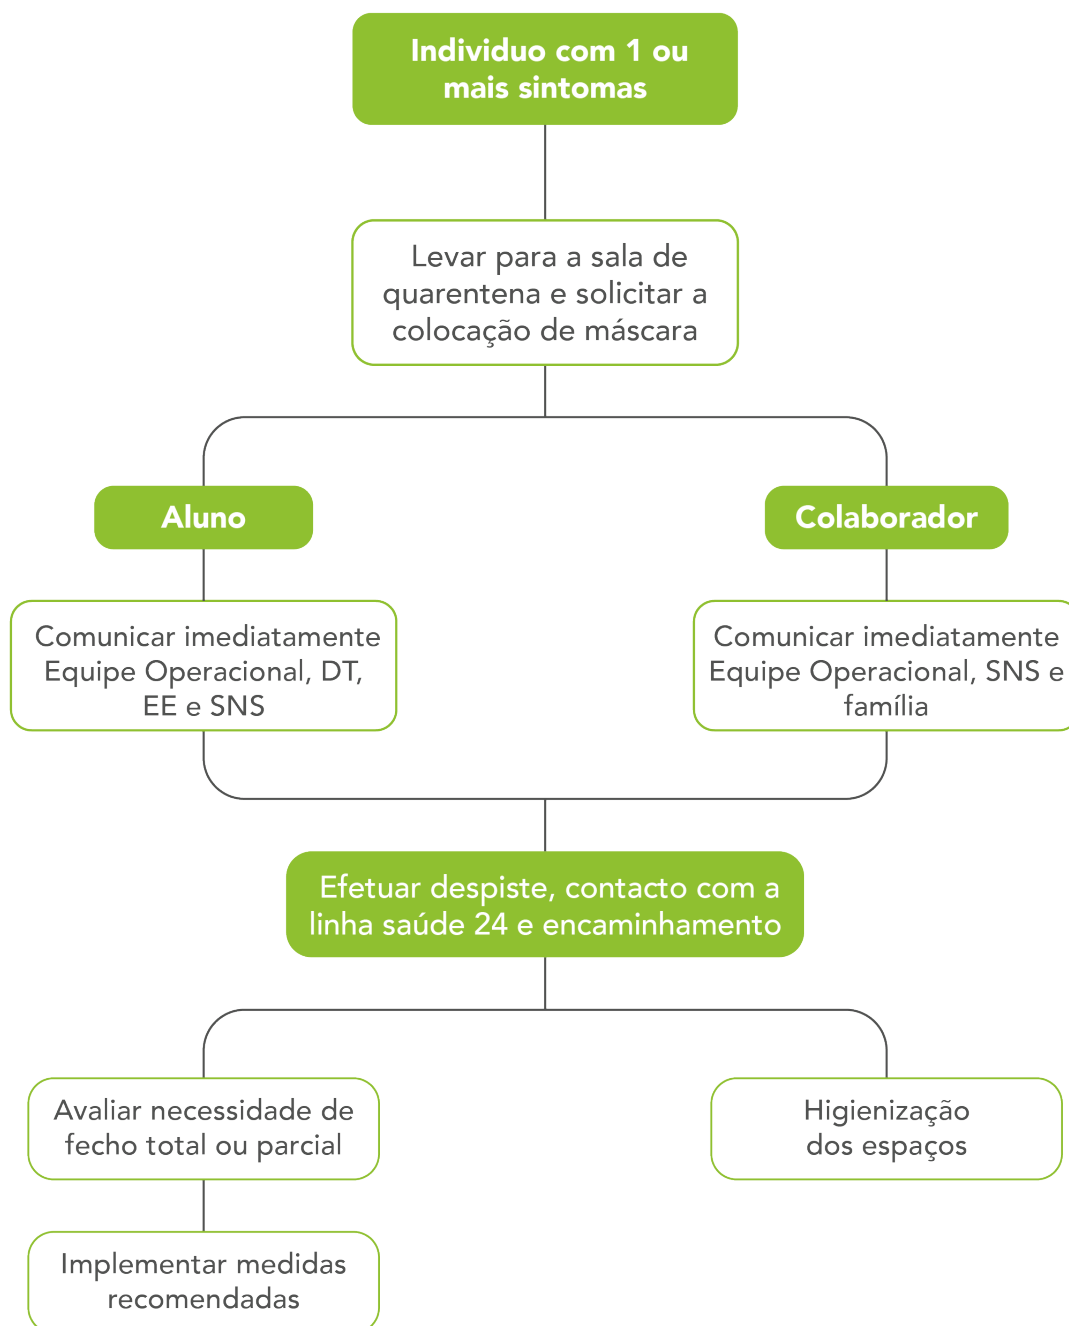 Individuo com 1 ou
mais sintomas
Levar para a sala de
quarentena e solicitar a
colocação de máscara
Aluno
Colaborador
Comunicar imediatamente
Equipe Operacional, DT,
EE e SNS
Comunicar imediatamente
Equipe Operacional, SNS e
família
Efetuar despiste, contacto com a
linha saúde 24 e encaminhamento
Avaliar necessidade de
fecho total ou parcial
Higienização
dos espaços
Implementar medidas
recomendadas